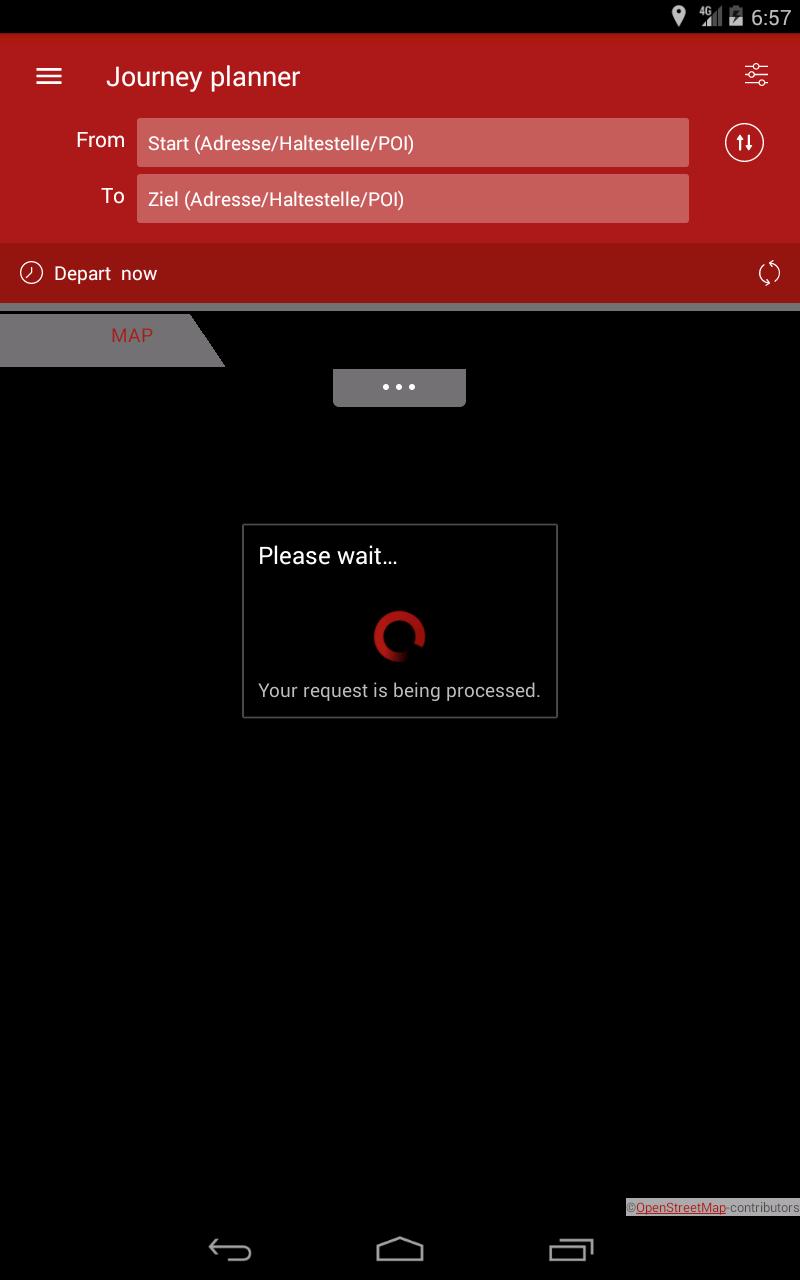 4G 6:57
Journey planner
From Start (Adresse/Haltestelle/POI)
To Ziel (Adresse/Haltestelle/POI)
Depart now
MAP
Please wait...
Your request is being processed.
©OpenStreetMap-contributors